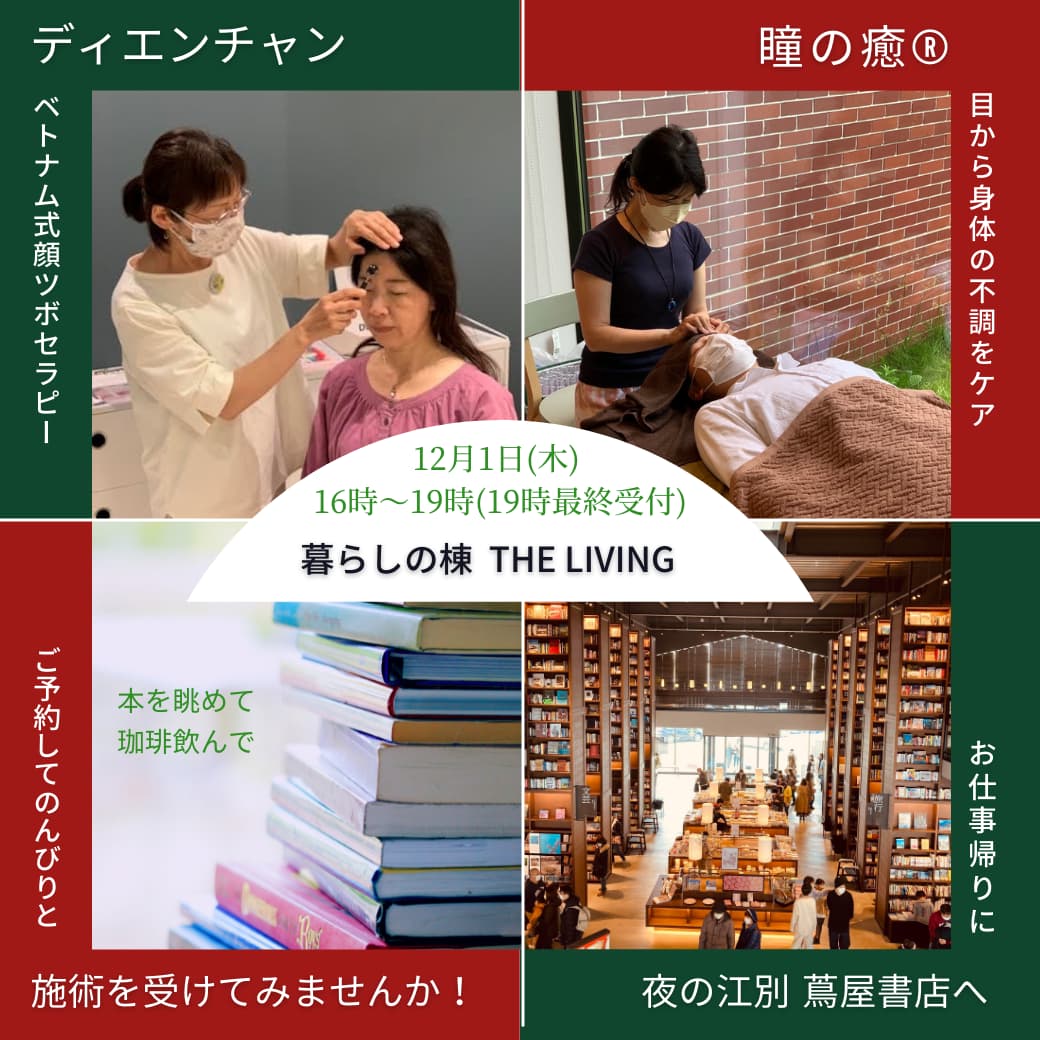 ディエンチャン
ベトナム式顔ツボセラピー
瞳の癒®
目から身体の不調をケア
12月1日(木)
16時〜19時(19時最終受付)
暮らしの棟 THE LIVING
ご予約してのんびりと
本を眺めて
珈琲飲んで
施術を受けてみませんか！
文芸
旅行
お仕事帰りに
夜の江別 蔦屋書店へ